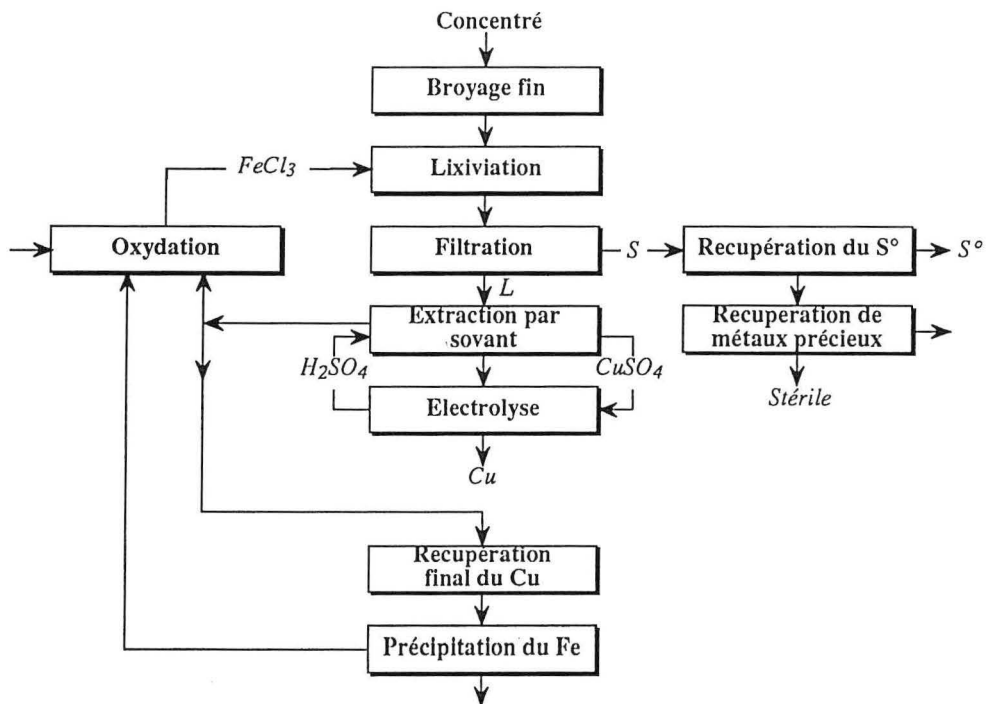 Concentré
Broyage fin
FeCl3
Lixiviation
Oxydation
Filtration
S
Recupération du S°
S°
L
Extraction par
sovant
Recuperation de
métaux précieux
H2SO4
CuSO4
Electrolyse
Stérile
Cu
Recupération
final du Cu
Précipitation du Fe